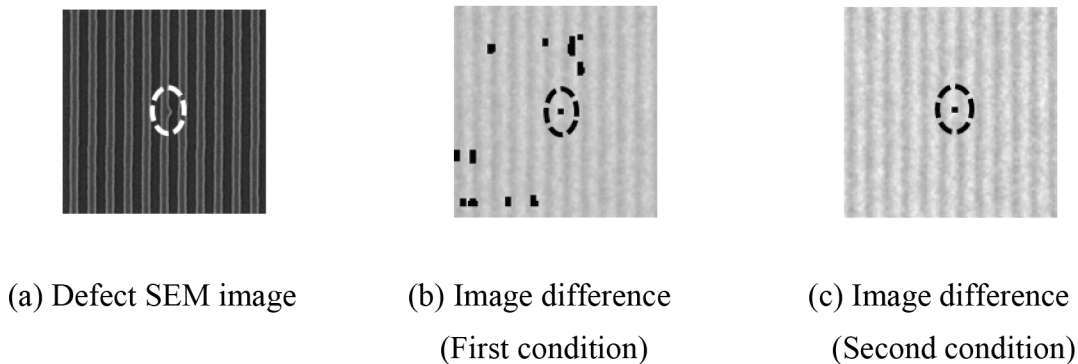 (a) Defect SEM image
(b) Image difference
(First condition)
(c) Image difference
(Second condition)